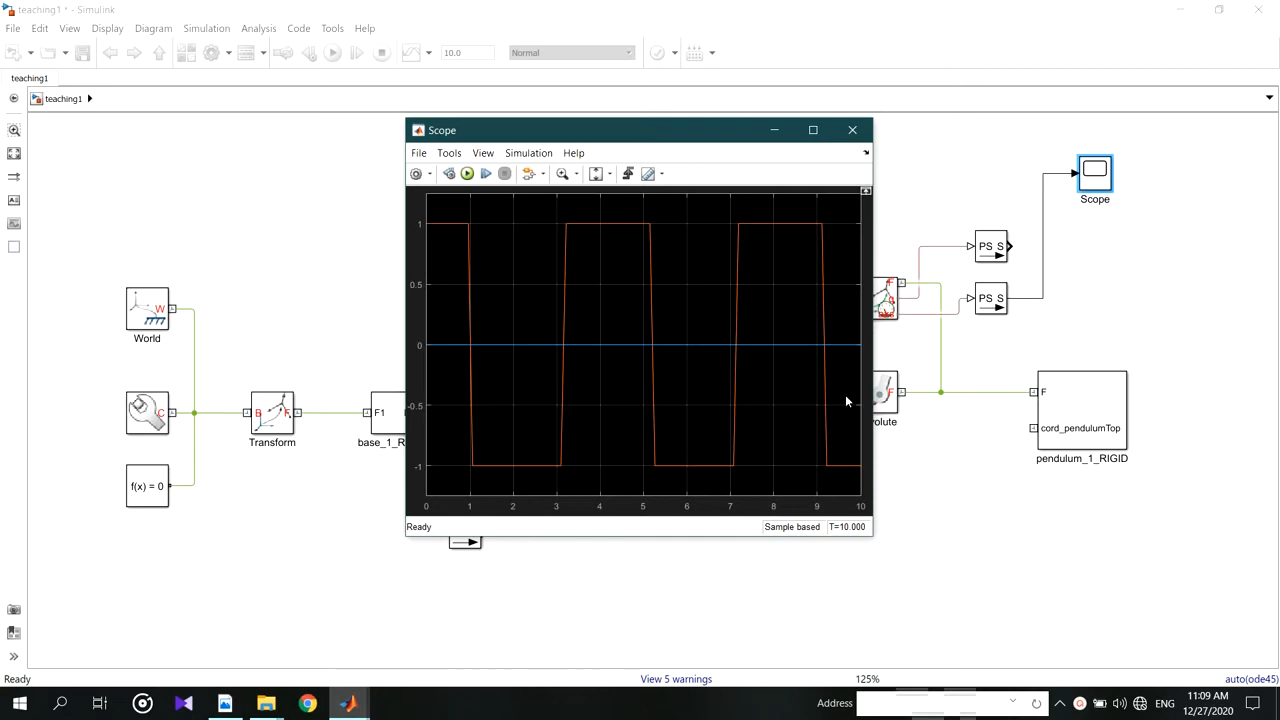 teaching1 * - Simulink
File Edit View Display Diagram Simulation Analysis Code Tools Help
10.0
Normal
teaching1
teaching1
Scope
File Tools View Simulation Help
1
0.5
0
-0.5
-1
0 1 2 3 4 5 6 7 8 9 10
Ready
Sample based
T=10.000
W
World
C
f(x) = 0
B F
Transform
F1
base_1_R
F
q
F
olute
PS S
PS S
Scope
F
cord_pendulumTop
pendulum_1_RIGID
Ready
View 5 warnings
125%
auto(ode45)
Address
ENG
11:09 AM
12/27/2020